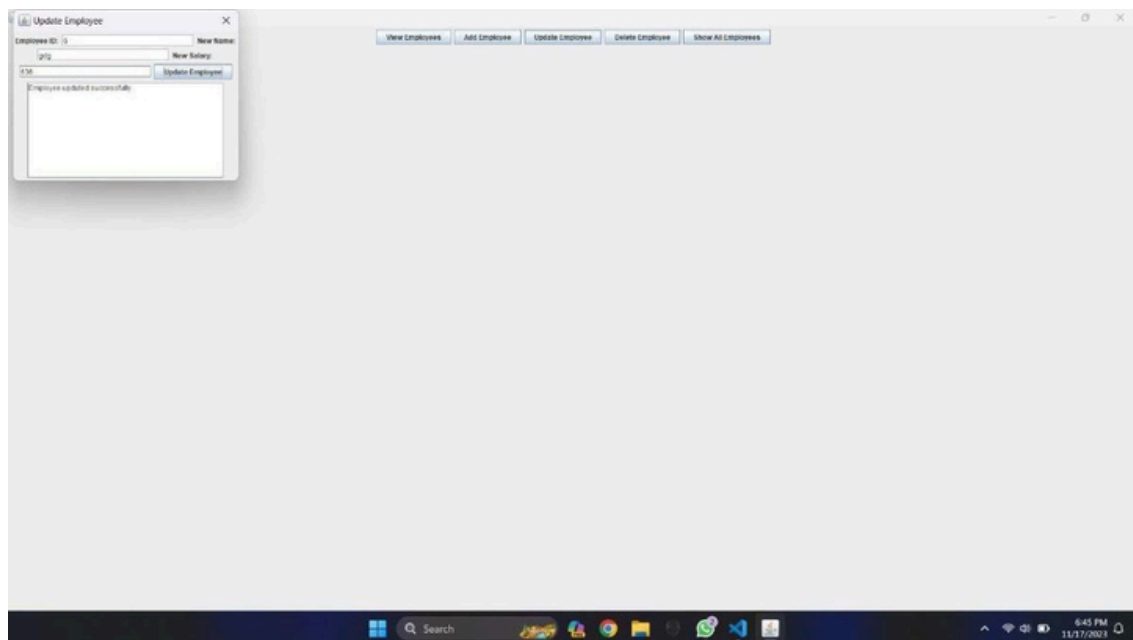 Update Employee
View Employees Add Employee Update Employee Delete Employee Show All Employees
Employee ID: New Name:
New Salary:
Update Employee
Employee updated successfully
Search
6:45 PM
11/17/2023